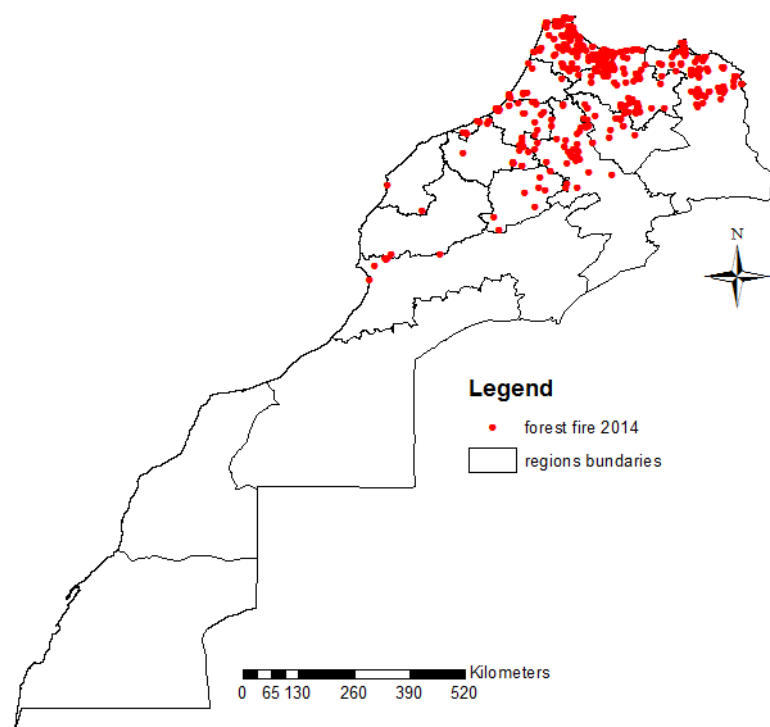 N
Legend
forest fire 2014
regions bundaries
Kilometers
0 65 130 260 390 520